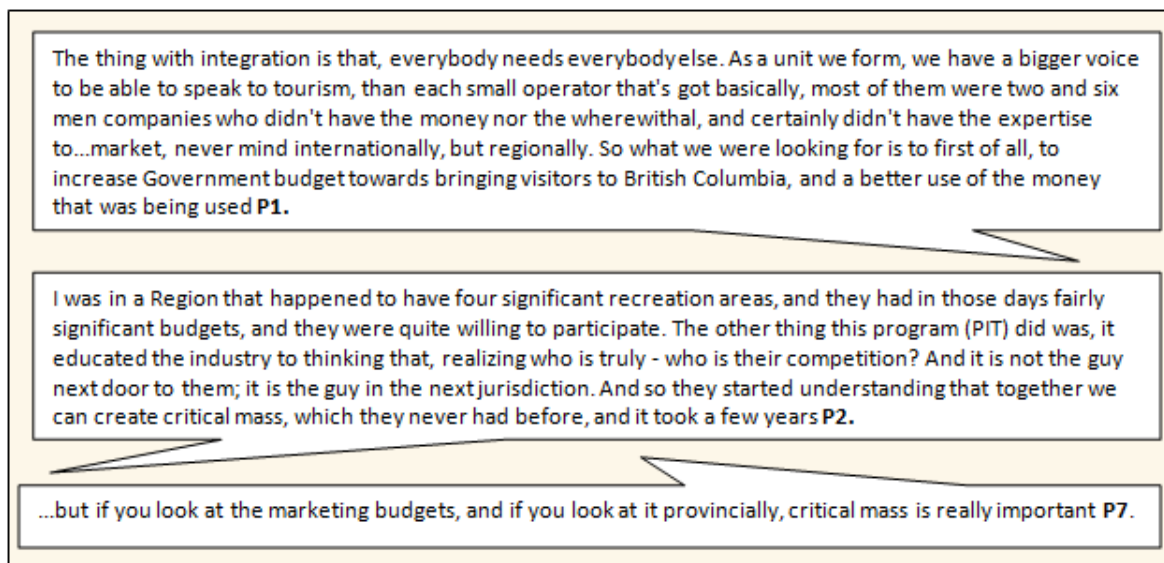 The thing with integration is that, everybody needs everybody else. As a unit we form, we have a bigger voice
to be able to speak to tourism, than each small operator that's got basically, most of them were two and six
men companies who didn't have the money nor the wherewithal, and certainly didn't have the expertise
to...market, never mind internationally, but regionally. So what we were looking for is to first of all, to
increase Government budget towards bringing visitors to British Columbia, and a better use of the money
that was being used P1.
I was in a Region that happened to have four significant recreation areas, and they had in those days fairly
significant budgets, and they were quite willing to participate. The other thing this program (PIT) did was, it
educated the industry to thinking that, realizing who is truly - who is their competition? And it is not the guy
next door to them; it is the guy in the next jurisdiction. And so they started understanding that together we
can create critical mass, which they never had before, and it took a few years P2.
...but if you look at the marketing budgets, and if you look at it provincially, critical mass is really important P7.